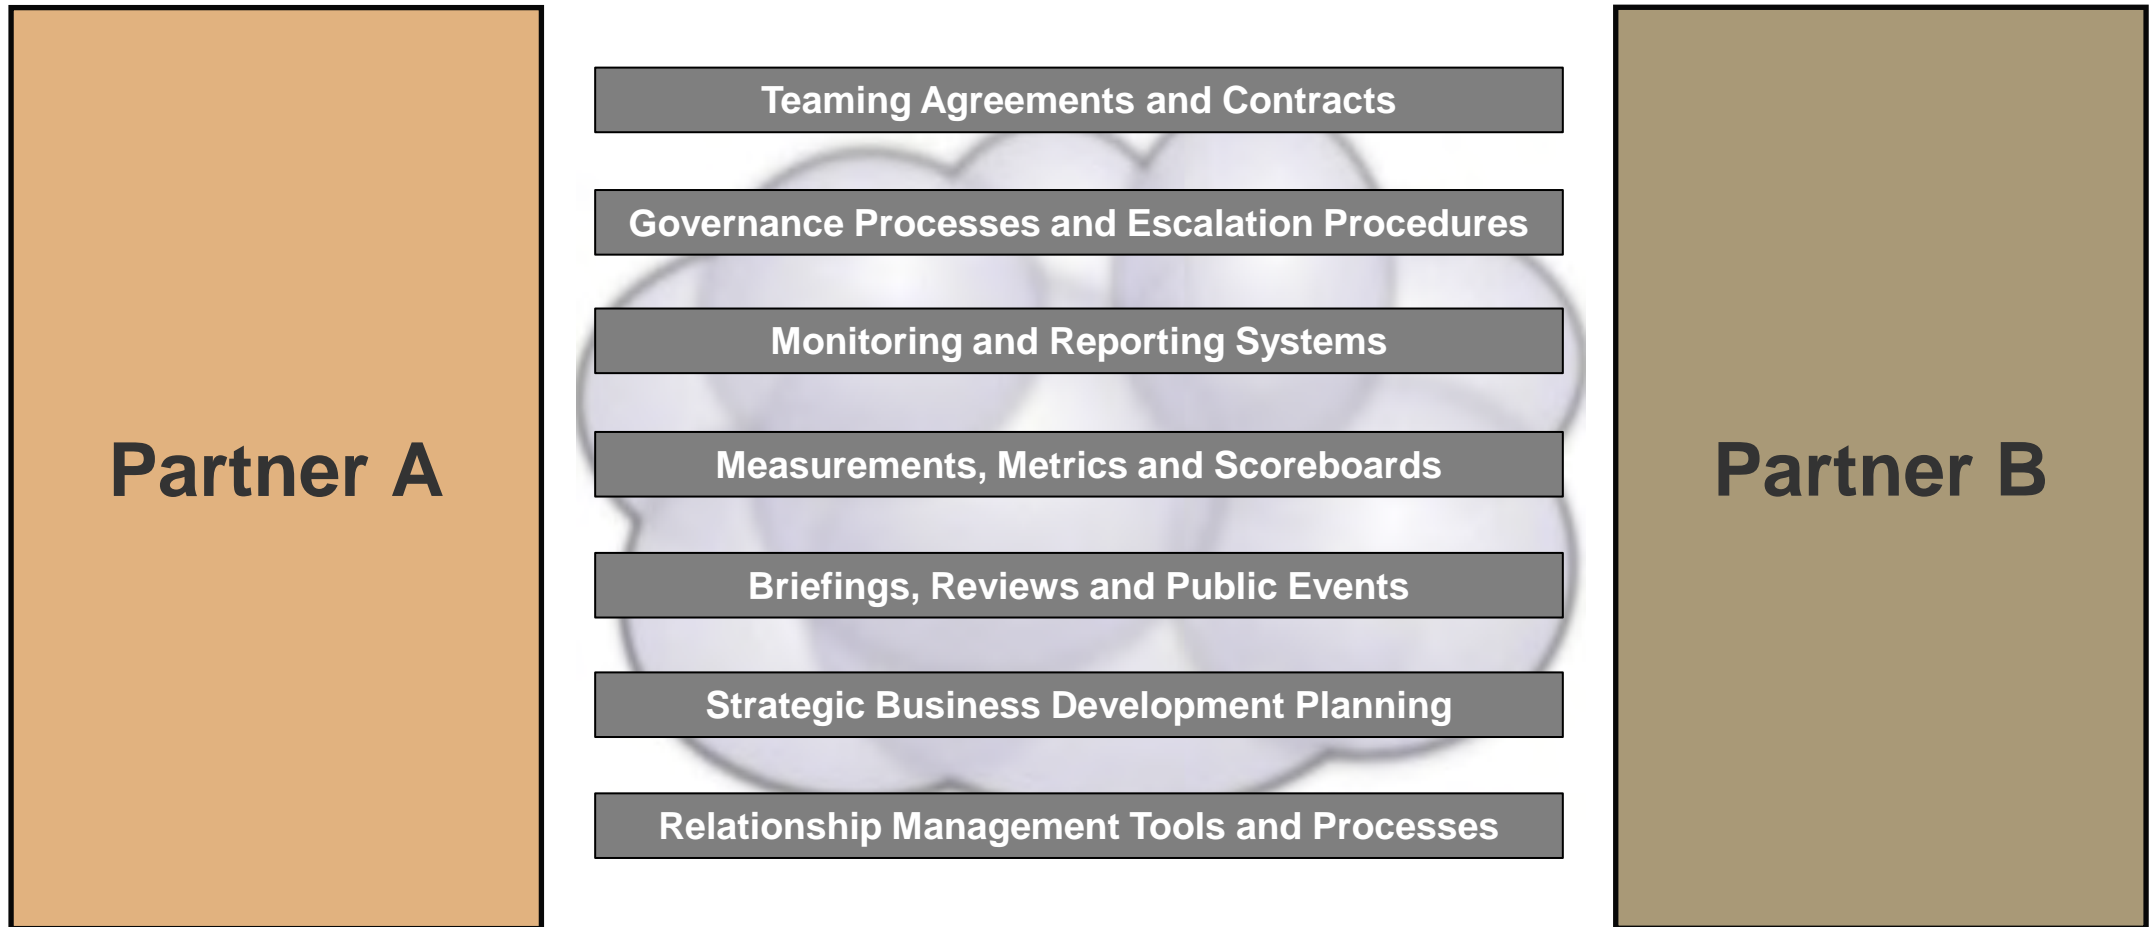 Teaming Agreements and Contracts
Governance Processes and Escalation Procedures
Monitoring and Reporting Systems
Partner A
Measurements, Metrics and Scoreboards
Partner B
Briefings, Reviews and Public Events
Strategic Business Development Planning
Relationship Management Tools and Processes